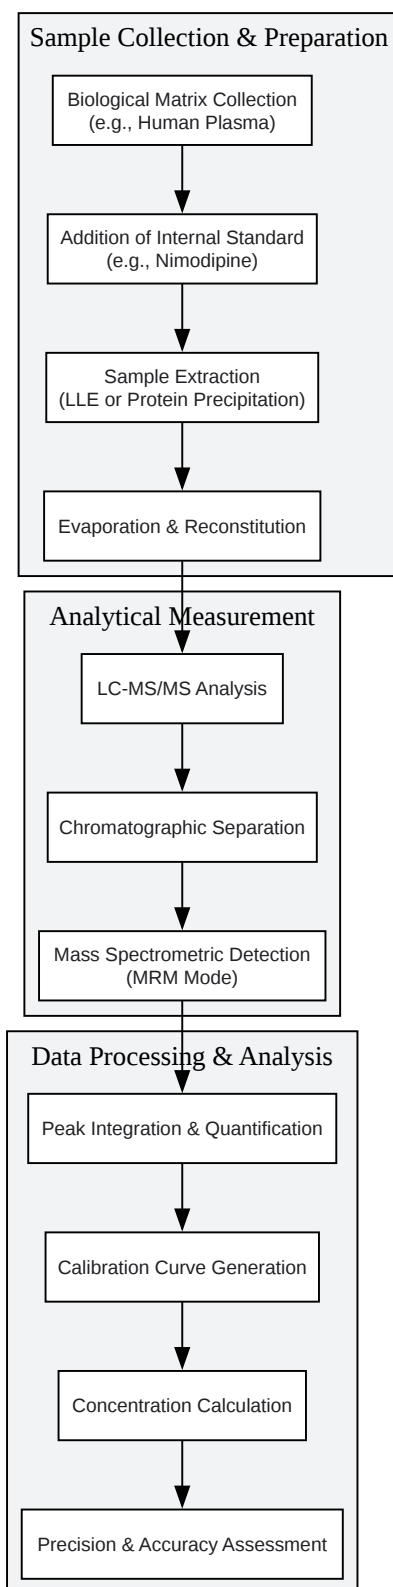 Sample Collection & Preparation
Biological Matrix Collection
(e.g., Human Plasma)
Addition of Internal Standard
(e.g., Nimodipine)
Sample Extraction
(LLE or Protein Precipitation)
Evaporation & Reconstitution
Analytical Measurement
LC-MS/MS Analysis
Chromatographic Separation
Mass Spectrometric Detection
(MRM Mode)
Data Processing & Analysis
Peak Integration & Quantification
Calibration Curve Generation
Concentration Calculation
Precision & Accuracy Assessment